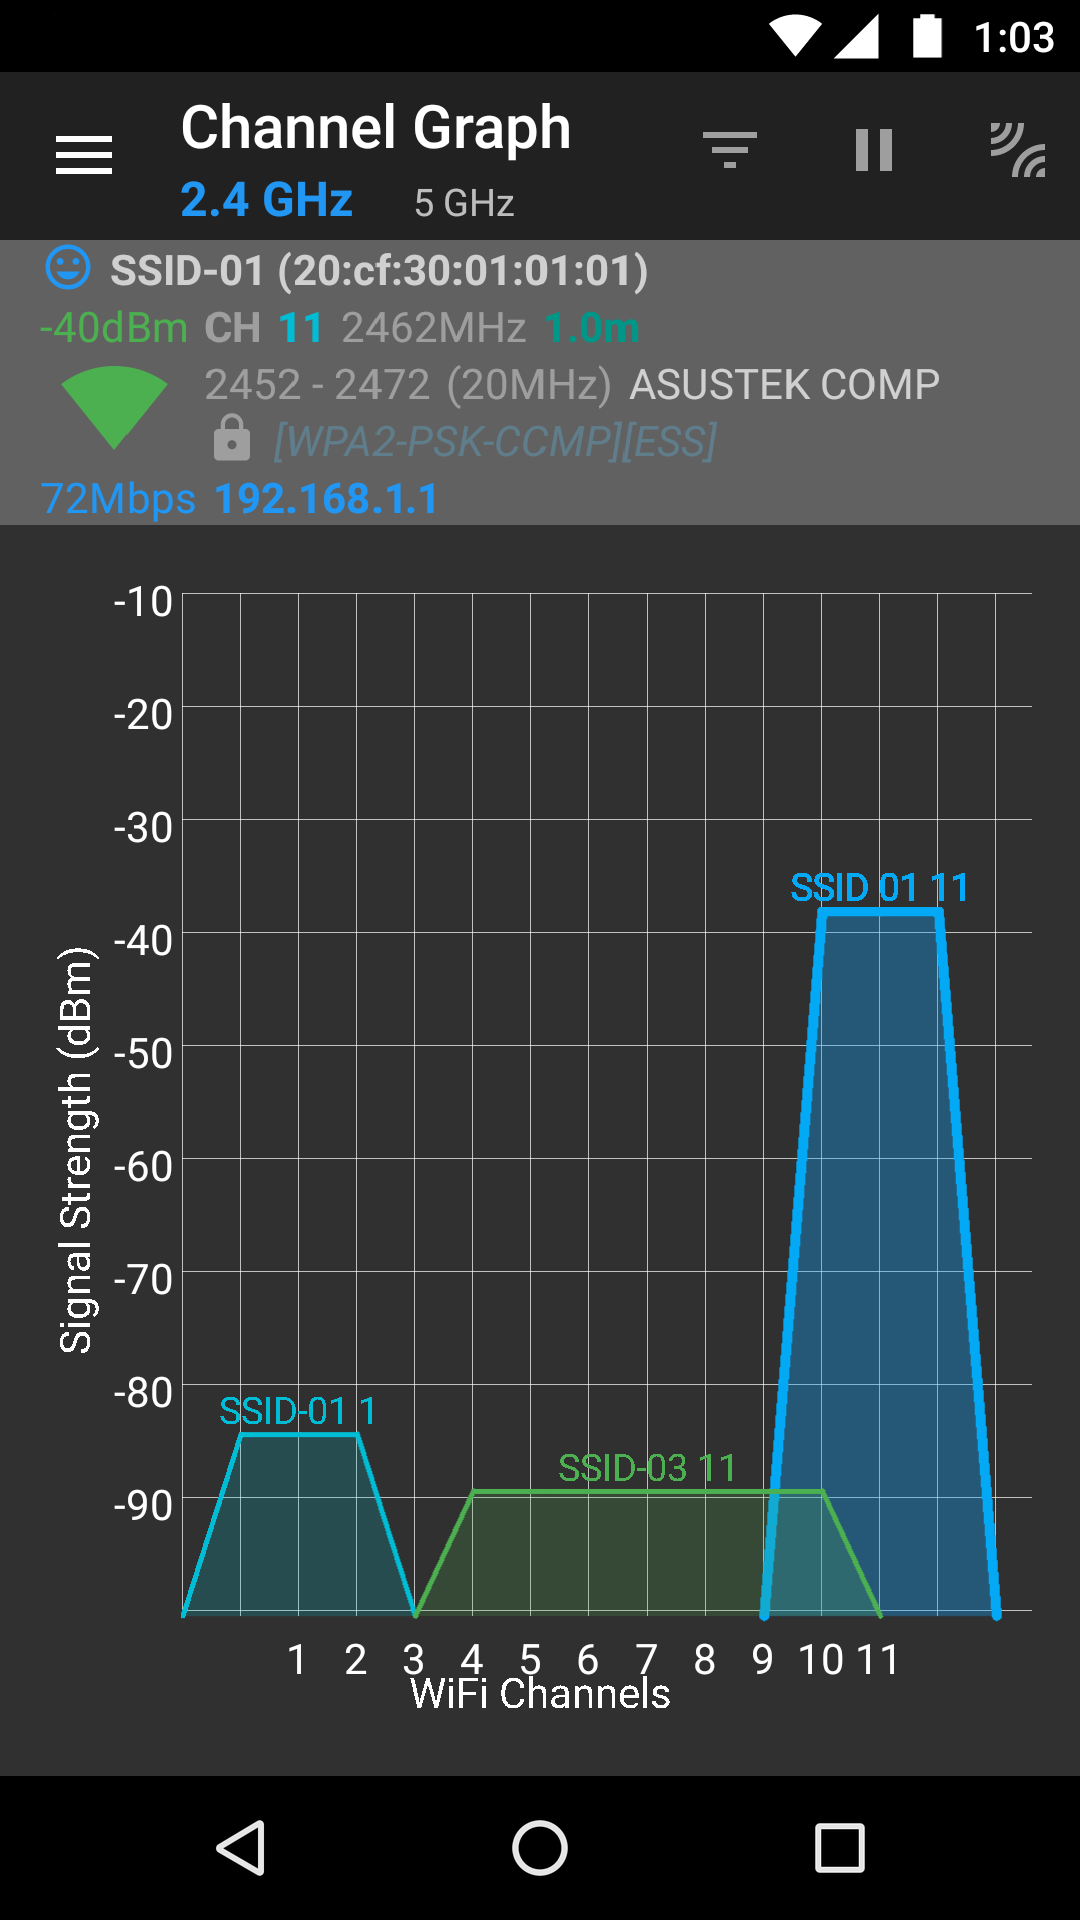 1:03
Channel Graph
2.4 GHz 5 GHz
SSID-01 (20:cf:30:01:01:01)
-40dBm CH 11 2462MHz 1.0m
2452 - 2472 (20MHz) ASUSTEK COMP
[WPA2-PSK-CCMP][ESS]
72Mbps 192.168.1.1
-10
-20
-30
SSID 01 11
-40
-50
-60
-70
-80
SSID-01 1
SSID-03 11
-90
Signal Strength (dBm)
1 2 3 4 5 6 7 8 9 10 11
WiFi Channels